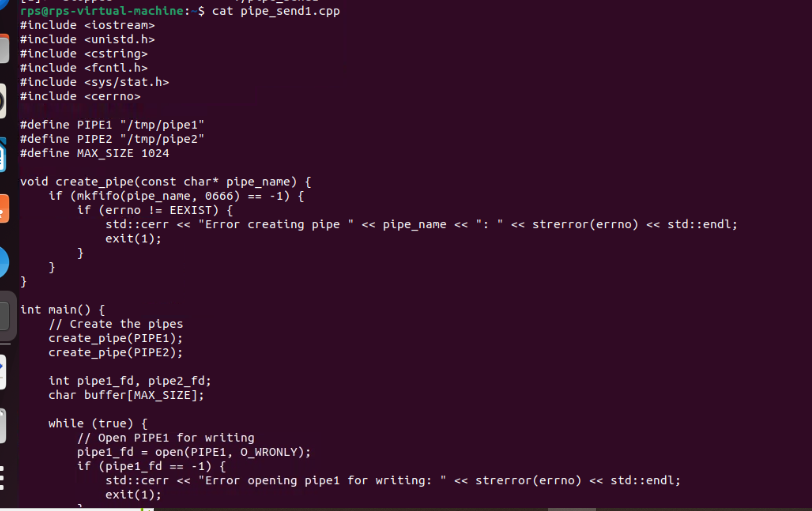 rps@rps-virtual-machine:~$ cat pipe_send1.cpp
#include <iostream>
#include <unistd.h>
#include <cstring>
#include <fcntl.h>
#include <sys/stat.h>
#include <cerrno>

#define PIPE1 "/tmp/pipe1"
#define PIPE2 "/tmp/pipe2"
#define MAX_SIZE 1024

void create_pipe(const char* pipe_name) {
    if (mkfifo(pipe_name, 0666) == -1) {
        if (errno != EEXIST) {
            std::cerr << "Error creating pipe " << pipe_name << ": " << strerror(errno) << std::endl;
            exit(1);
        }
    }
}

int main() {
    // Create the pipes
    create_pipe(PIPE1);
    create_pipe(PIPE2);

    int pipe1_fd, pipe2_fd;
    char buffer[MAX_SIZE];

    while (true) {
        // Open PIPE1 for writing
        pipe1_fd = open(PIPE1, O_WRONLY);
        if (pipe1_fd == -1) {
            std::cerr << "Error opening pipe1 for writing: " << strerror(errno) << std::endl;
            exit(1);
        }